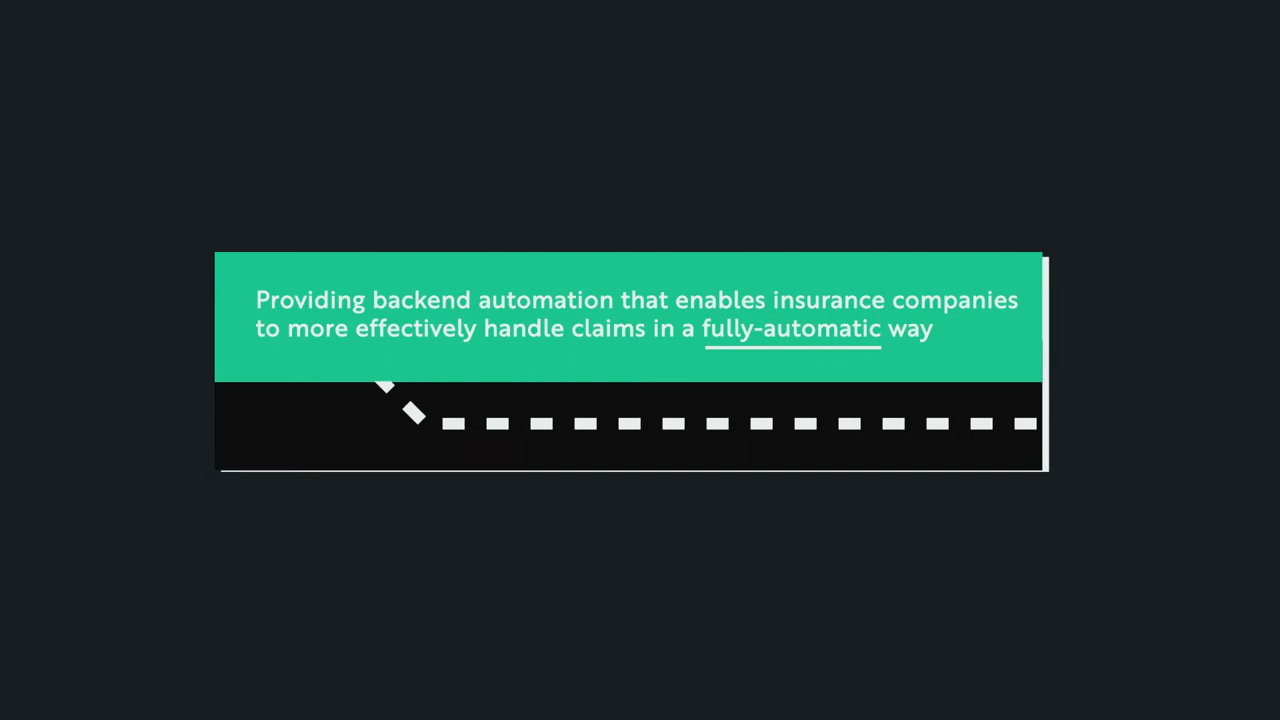 Providing backend automation that enables insurance companies
to more effectively handle claims in a fully-automatic way